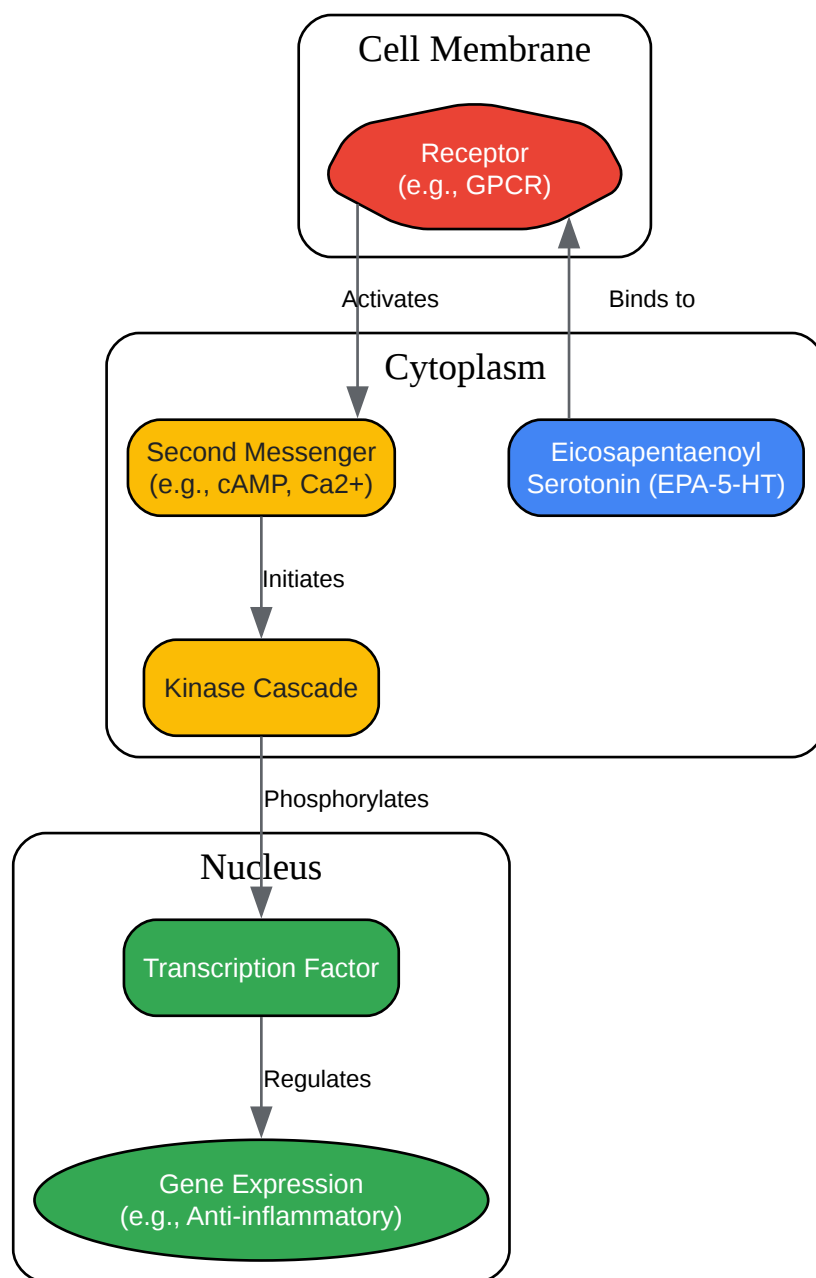 Cell Membrane
Receptor
(e.g., GPCR)
Activates
Binds to
Cytoplasm
Second Messenger
(e.g., cAMP, Ca2+)
Eicosapentaenoyl
Serotonin (EPA-5-HT)
Initiates
Kinase Cascade
Phosphorylates
Nucleus
Transcription Factor
Regulates
Gene Expression
(e.g., Anti-inflammatory)